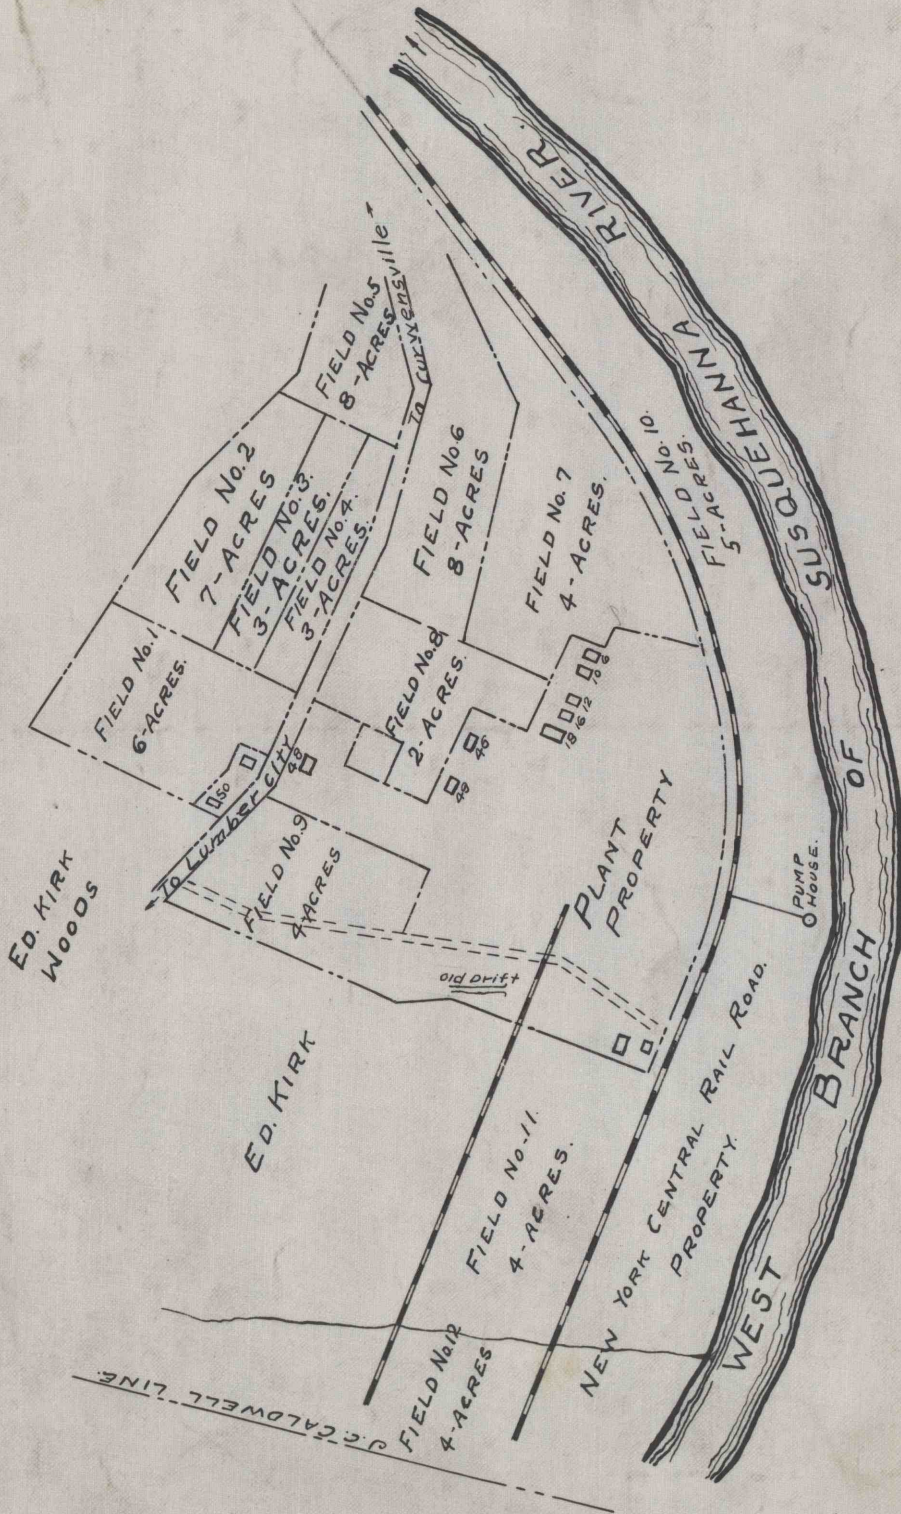 RIVER.
SUSQUEHANNA
OF
BRANCH
WEST
FIELD No.5
8-ACRES
To Curwensville
FIELD No.2
7-ACRES
FIELD No.3.
3-ACRES.
FIELD No.4.
3-ACRES.
FIELD No.1
6-ACRES.
FIELD No.6
8-ACRES
FIELD No.7
4-ACRES.
FIELD No.10.
5-ACRES.
FIELD No.8
2-ACRES.
18 16 12 10 6
46
49
48
50
To Lumber City
FIELD No.9
4-ACRES
ED. KIRK
WOODS
PLANT
PROPERTY
PUMP
HOUSE.
Old Drift
ED. KIRK
FIELD No.11.
4-ACRES.
NEW YORK CENTRAL RAIL ROAD.
PROPERTY.
FIELD No.12
4-ACRES
J.C. CALDWELL LINE.